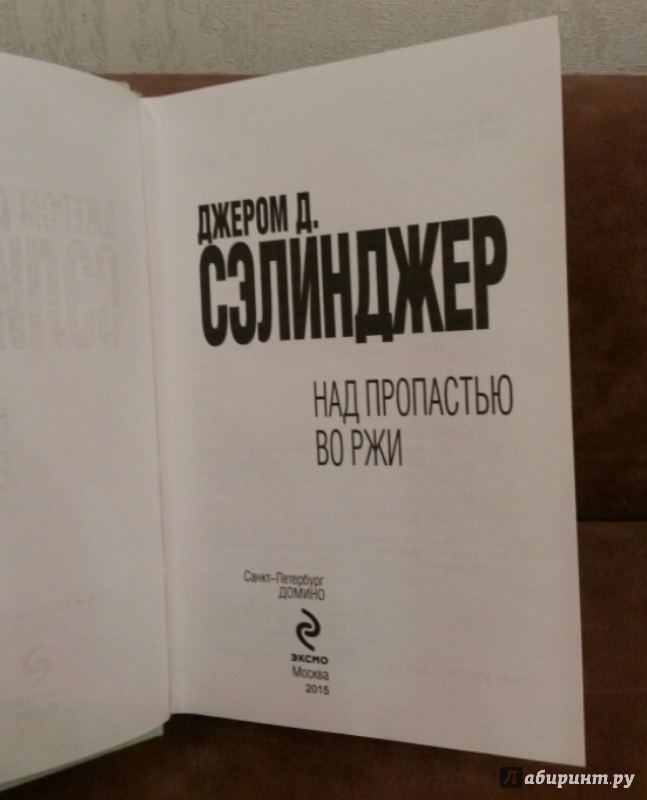 ДЖЕРОМ Д.
СЭЛИНДЖЕР
НАД ПРОПАСТЬЮ
ВО РЖИ
Санкт–Петербург
ДОМИНО
ЭКСМО
Москва
2015
Лабиринт.ру